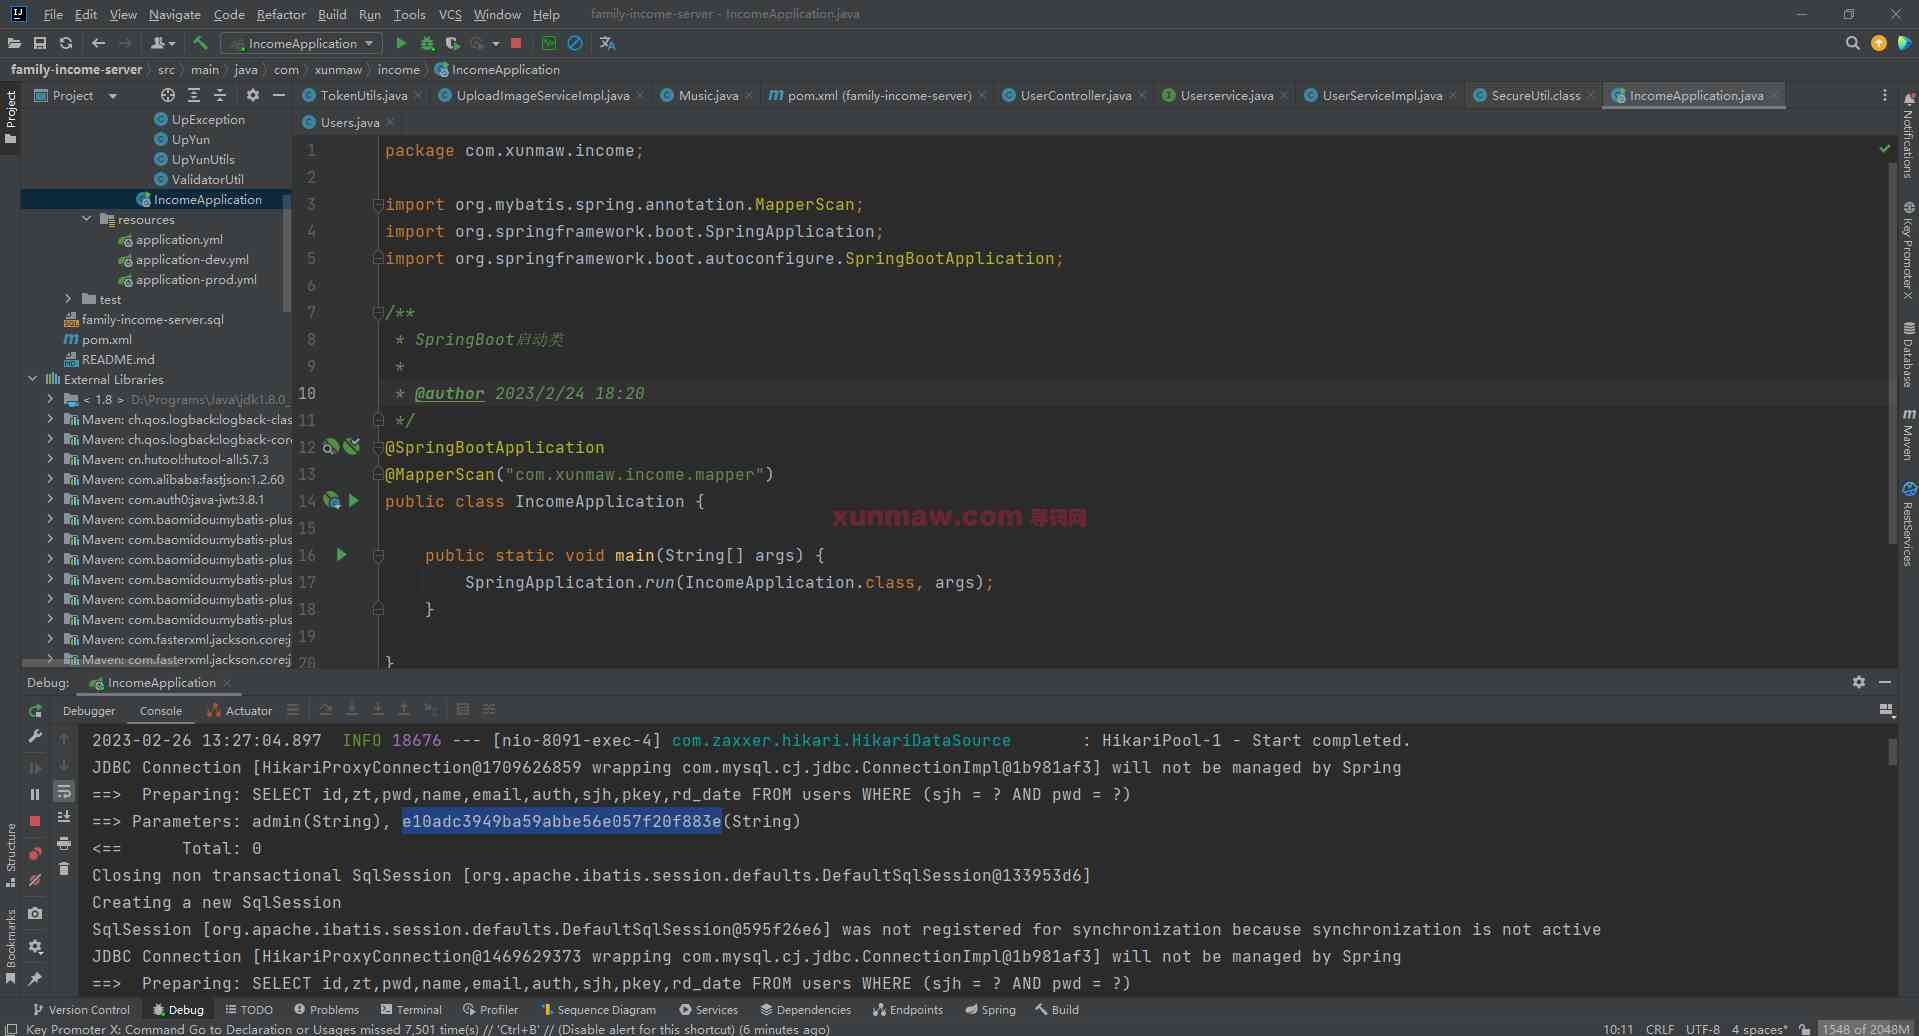 File Edit View Navigate Code Refactor Build Run Tools VCS Window Help family-income-server - IncomeApplication.java
IncomeApplication
family-income-server src main java com xunmaw income IncomeApplication
Project
TokenUtils.java UploadImageServiceImpl.java Music.java pom.xml (family-income-server) UserController.java Userservice.java UserServiceImpl.java SecureUtil.class IncomeApplication.java
Users.java
UpException
UpYun
UpYunUtils
ValidatorUtil
IncomeApplication
resources
application.yml
application-dev.yml
application-prod.yml
test
family-income-server.sql
pom.xml
README.md
External Libraries
< 1.8 > D:\Programs\Java\jdk1.8.0_
Maven: ch.qos.logback:logback-clas
Maven: ch.qos.logback:logback-core
Maven: cn.hutool:hutool-all:5.7.3
Maven: com.alibaba:fastjson:1.2.60
Maven: com.auth0:java-jwt:3.8.1
Maven: com.baomidou:mybatis-plus
Maven: com.baomidou:mybatis-plus
Maven: com.baomidou:mybatis-plus
Maven: com.baomidou:mybatis-plus
Maven: com.baomidou:mybatis-plus
Maven: com.baomidou:mybatis-plus
Maven: com.fasterxml.jackson.core:j
Maven: com.fasterxml.jackson.core:j
1 package com.xunmaw.income;
2
3 import org.mybatis.spring.annotation.MapperScan;
4 import org.springframework.boot.SpringApplication;
5 import org.springframework.boot.autoconfigure.SpringBootApplication;
6
7 /**
8 * SpringBoot启动类
9 *
10 * @author 2023/2/24 18:20
11 */
12 @SpringBootApplication
13 @MapperScan("com.xunmaw.income.mapper")
14 public class IncomeApplication {
15
16 public static void main(String[] args) {
17 SpringApplication.run(IncomeApplication.class, args);
18 }
19
20 }
xunmaw.com 寻码网
Project
Structure
Bookmarks
Notifications
Key Promoter X
Database
Maven
RestServices
Debug: IncomeApplication
Debugger Console Actuator
2023-02-26 13:27:04.897 INFO 18676 --- [nio-8091-exec-4] com.zaxxer.hikari.HikariDataSource : HikariPool-1 - Start completed.
JDBC Connection [HikariProxyConnection@1709626859 wrapping com.mysql.cj.jdbc.ConnectionImpl@1b981af3] will not be managed by Spring
==> Preparing: SELECT id,zt,pwd,name,email,auth,sjh,pkey,rd_date FROM users WHERE (sjh = ? AND pwd = ?)
==> Parameters: admin(String), e10adc3949ba59abbe56e057f20f883e(String)
<== Total: 0
Closing non transactional SqlSession [org.apache.ibatis.session.defaults.DefaultSqlSession@133953d6]
Creating a new SqlSession
SqlSession [org.apache.ibatis.session.defaults.DefaultSqlSession@595f26e6] was not registered for synchronization because synchronization is not active
JDBC Connection [HikariProxyConnection@1469629373 wrapping com.mysql.cj.jdbc.ConnectionImpl@1b981af3] will not be managed by Spring
==> Preparing: SELECT id,zt,pwd,name,email,auth,sjh,pkey,rd_date FROM users WHERE (sjh = ? AND pwd = ?)
Version Control Debug TODO Problems Terminal Profiler Sequence Diagram Services Dependencies Endpoints Spring Build
Key Promoter X: Command Go to Declaration or Usages missed 7,501 time(s) // 'Ctrl+B' // (Disable alert for this shortcut) (6 minutes ago) 10:11 CRLF UTF-8 4 spaces* 1548 of 2048M